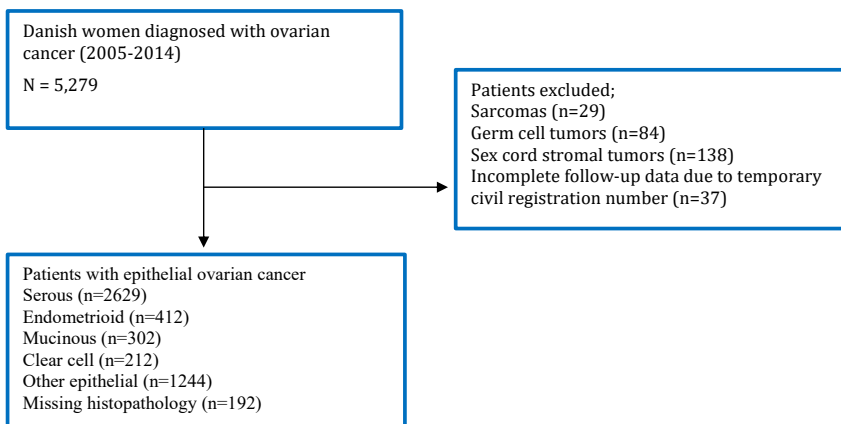 Danish women diagnosed with ovarian
cancer (2005-2014)
N = 5,279
Patients excluded;
Sarcomas (n=29)
Germ cell tumors (n=84)
Sex cord stromal tumors (n=138)
Incomplete follow-up data due to temporary
civil registration number (n=37)
Patients with epithelial ovarian cancer
Serous (n=2629)
Endometrioid (n=412)
Mucinous (n=302)
Clear cell (n=212)
Other epithelial (n=1244)
Missing histopathology (n=192)